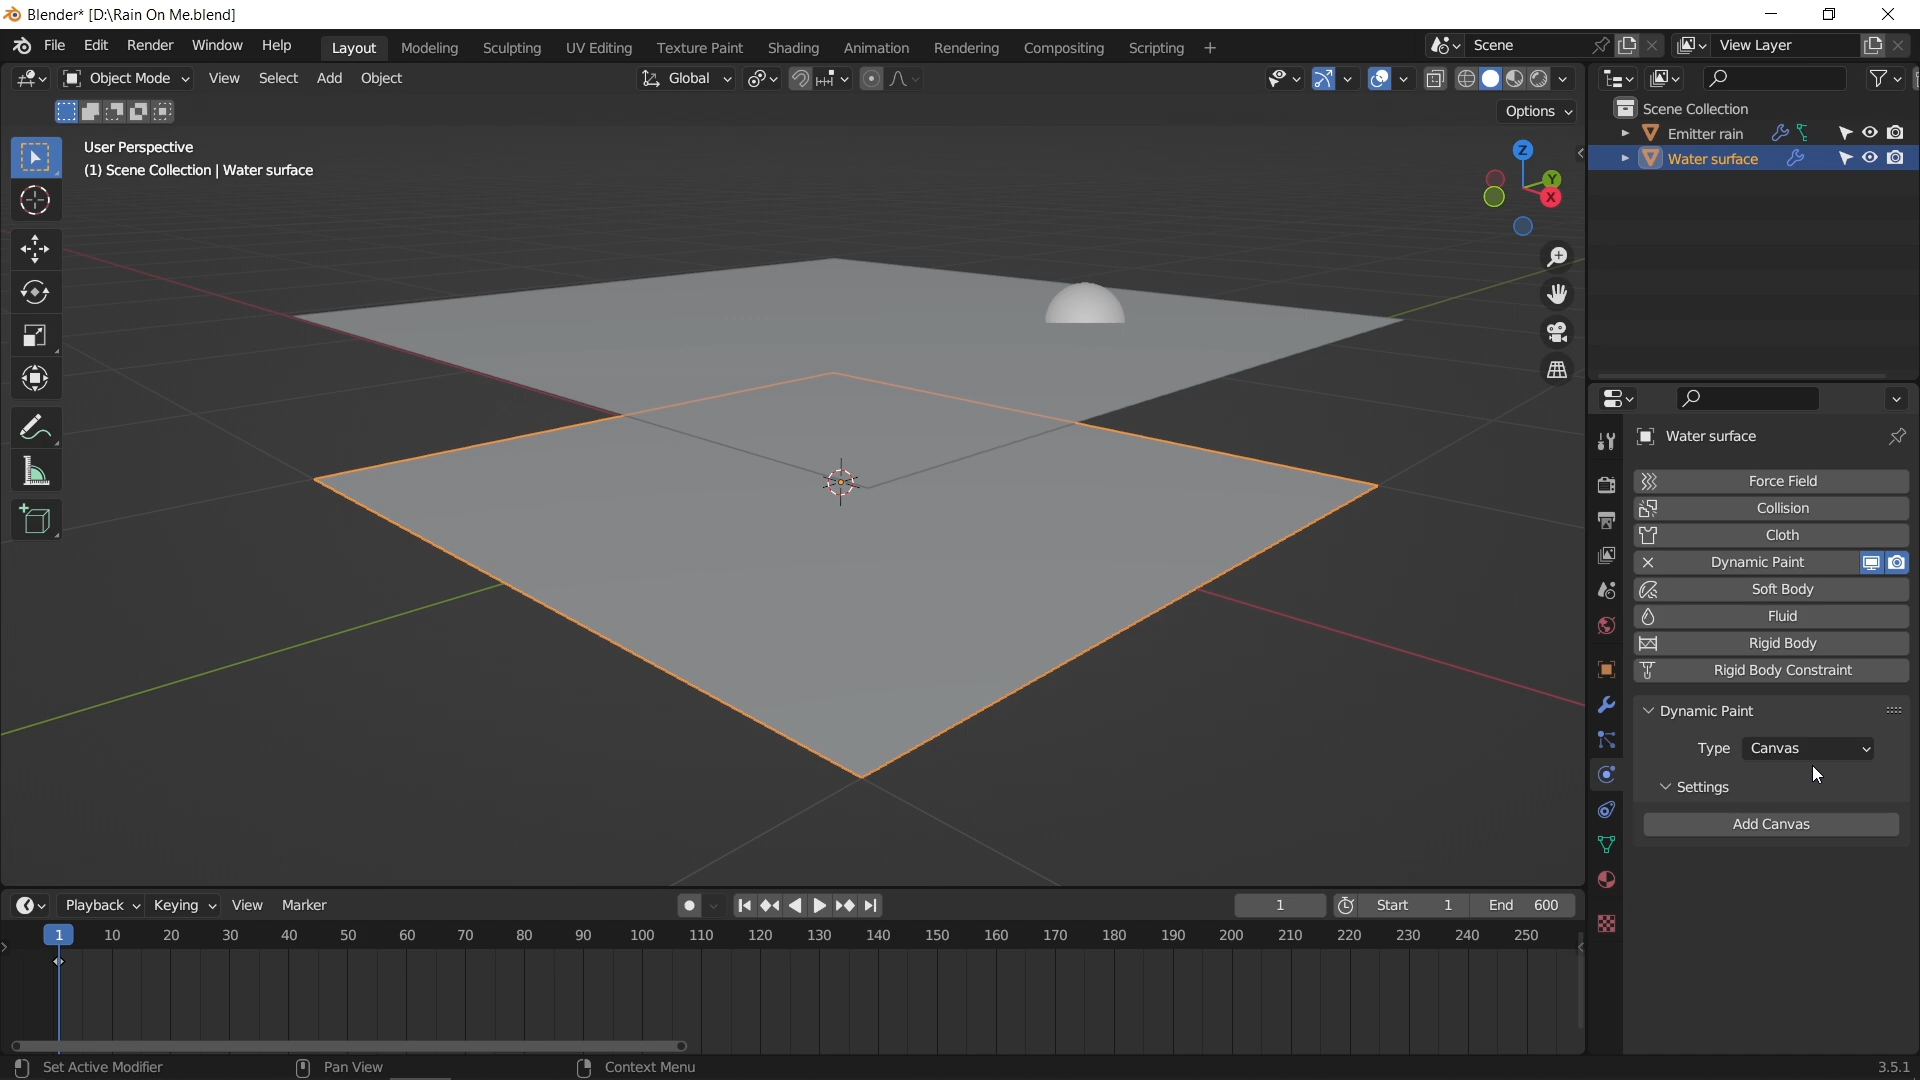 Blender* [D:\Rain On Me.blend]
File Edit Render Window Help Layout Modeling Sculpting UV Editing Texture Paint Shading Animation Rendering Compositing Scripting + Scene View Layer
Object Mode View Select Add Object Global
Options
User Perspective
(1) Scene Collection | Water surface
Z
Y
X
Scene Collection
Emitter rain
Water surface
Water surface
Force Field
Collision
Cloth
Dynamic Paint
Soft Body
Fluid
Rigid Body
Rigid Body Constraint
Dynamic Paint
Type Canvas
Settings
Add Canvas
Playback Keying View Marker 1 Start 1 End 600
1 10 20 30 40 50 60 70 80 90 100 110 120 130 140 150 160 170 180 190 200 210 220 230 240 250
Set Active Modifier Pan View Context Menu 3.5.1